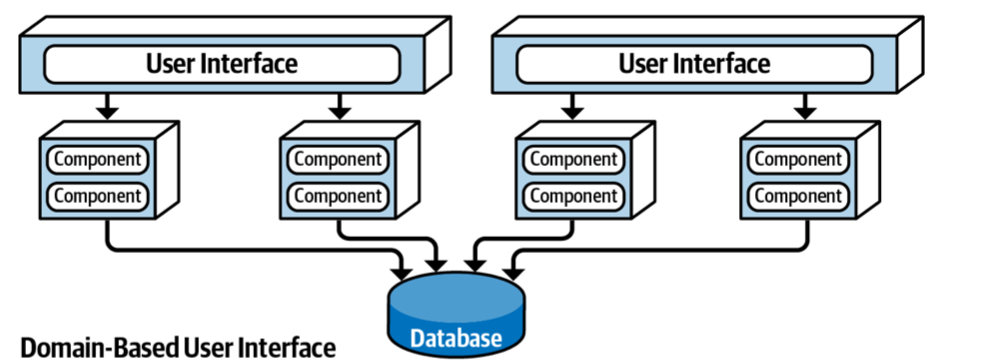 User Interface
User Interface
Component
Component
Component
Component
Component
Component
Component
Component
Database
Domain-Based User Interface